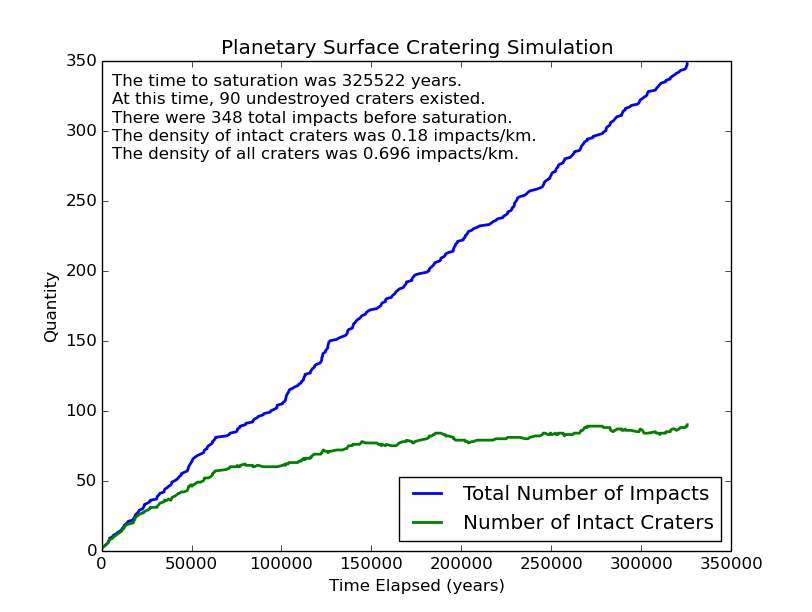 Planetary Surface Cratering Simulation
The time to saturation was 325522 years.
At this time, 90 undestroyed craters existed.
There were 348 total impacts before saturation.
The density of intact craters was 0.18 impacts/km.
The density of all craters was 0.696 impacts/km.
350
300
250
200
150
100
50
0
Quantity
Total Number of Impacts
Number of Intact Craters
0 50000 100000 150000 200000 250000 300000 350000
Time Elapsed (years)